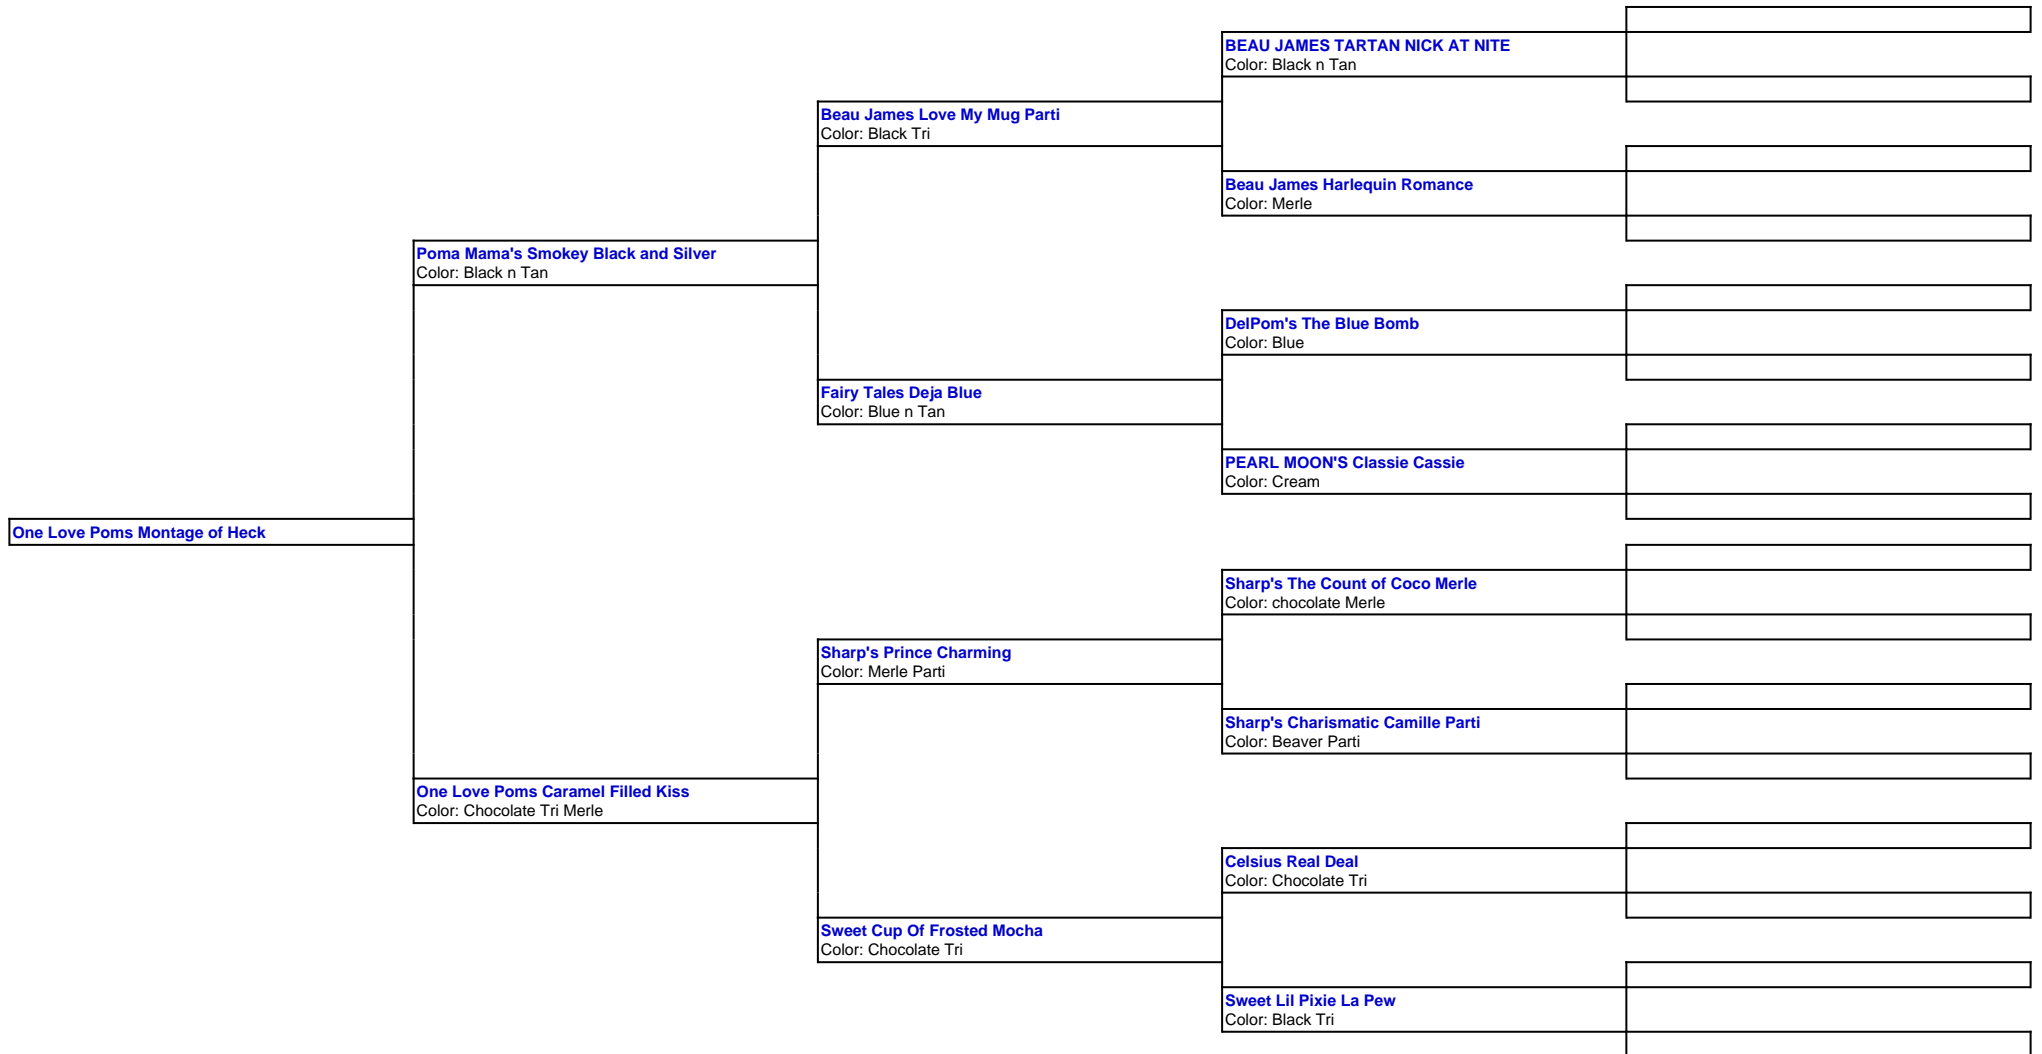 BEAU JAMES TARTAN NICK AT NITE
Color: Black n Tan
Beau James Love My Mug Parti
Color: Black Tri
Beau James Harlequin Romance
Color: Merle
Poma Mama's Smokey Black and Silver
Color: Black n Tan
DelPom's The Blue Bomb
Color: Blue
Fairy Tales Deja Blue
Color: Blue n Tan
PEARL MOON'S Classie Cassie
Color: Cream
One Love Poms Montage of Heck
Sharp's The Count of Coco Merle
Color: chocolate Merle
Sharp's Prince Charming
Color: Merle Parti
Sharp's Charismatic Camille Parti
Color: Beaver Parti
One Love Poms Caramel Filled Kiss
Color: Chocolate Tri Merle
Celsius Real Deal
Color: Chocolate Tri
Sweet Cup Of Frosted Mocha
Color: Chocolate Tri
Sweet Lil Pixie La Pew
Color: Black Tri